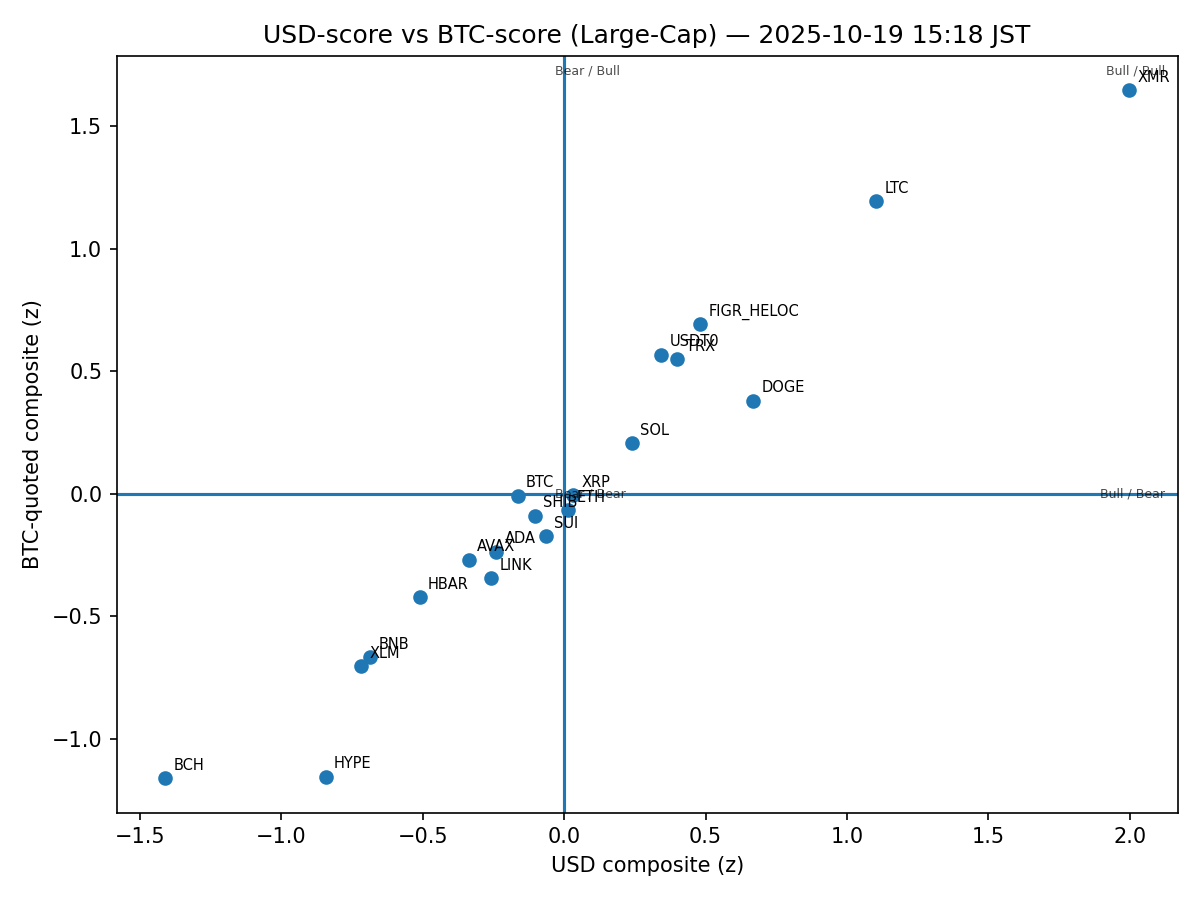 USD-score vs BTC-score (Large-Cap) — 2025-10-19 15:18 JST
Bear / Bull
Bull / Bull
XMR
LTC
FIGR_HELOC
USDT0
TRX
DOGE
SOL
BTC
XRP
Bear / Bear
Bull / Bear
SHIB
ETH
SUI
ADA
AVAX
LINK
HBAR
BNB
XLM
BCH
HYPE
1.5
1.0
0.5
0.0
−0.5
−1.0
BTC-quoted composite (z)
−1.5
−1.0
−0.5
0.0
0.5
1.0
1.5
2.0
USD composite (z)